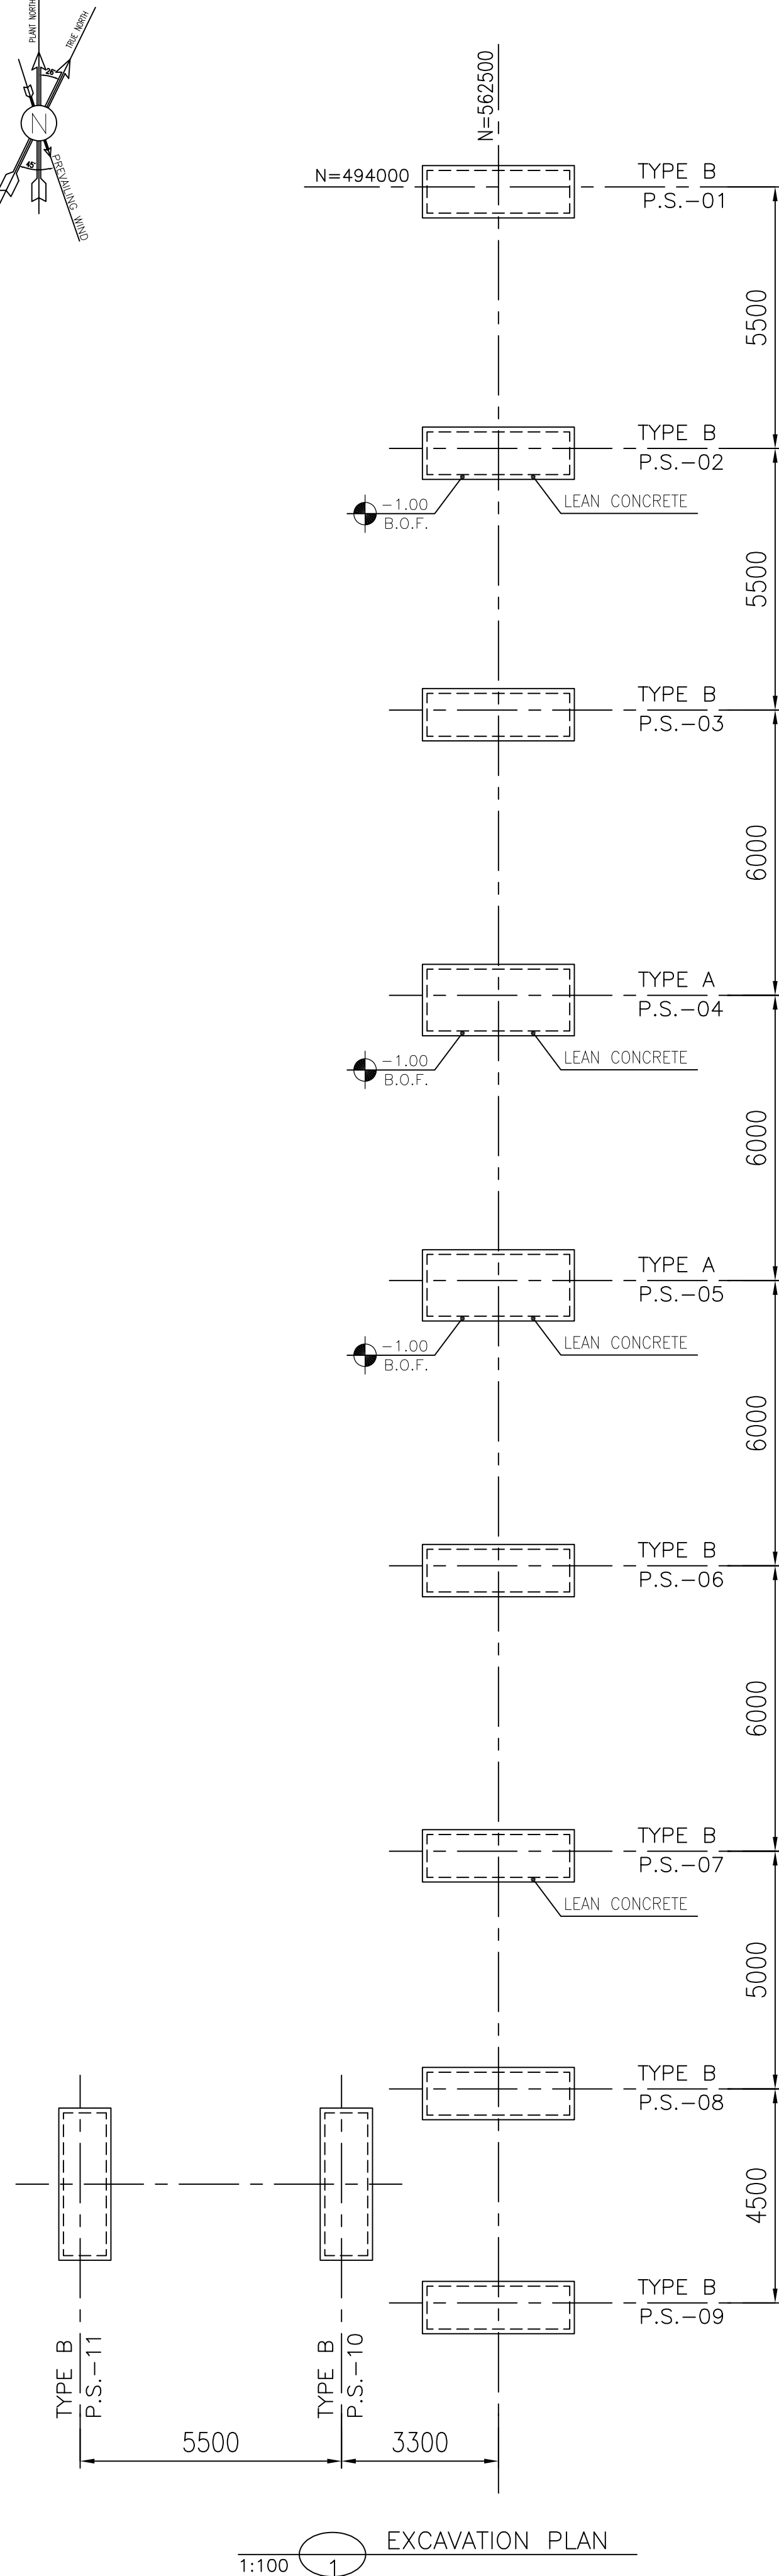 PLANT NORTH
TRUE NORTH
26°
N
45°
PREVAILING WIND
N=562500
N=494000
TYPE B
P.S.-01
5500
TYPE B
P.S.-02
-1.00
B.O.F.
LEAN CONCRETE
5500
TYPE B
P.S.-03
6000
TYPE A
P.S.-04
-1.00
B.O.F.
LEAN CONCRETE
6000
TYPE A
P.S.-05
-1.00
B.O.F.
LEAN CONCRETE
6000
TYPE B
P.S.-06
6000
TYPE B
P.S.-07
LEAN CONCRETE
5000
TYPE B
P.S.-08
4500
TYPE B
P.S.-09
TYPE B
P.S.-11
TYPE B
P.S.-10
5500
3300
EXCAVATION PLAN
1:100
1